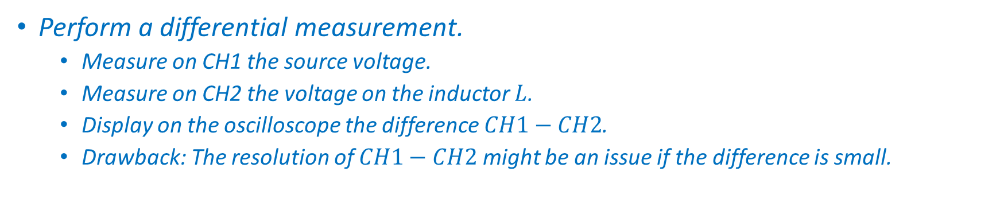 • Perform a differential measurement.
• Measure on CH1 the source voltage.
• Measure on CH2 the voltage on the inductor L.
• Display on the oscilloscope the difference CH1 − CH2.
• Drawback: The resolution of CH1 − CH2 might be an issue if the difference is small.